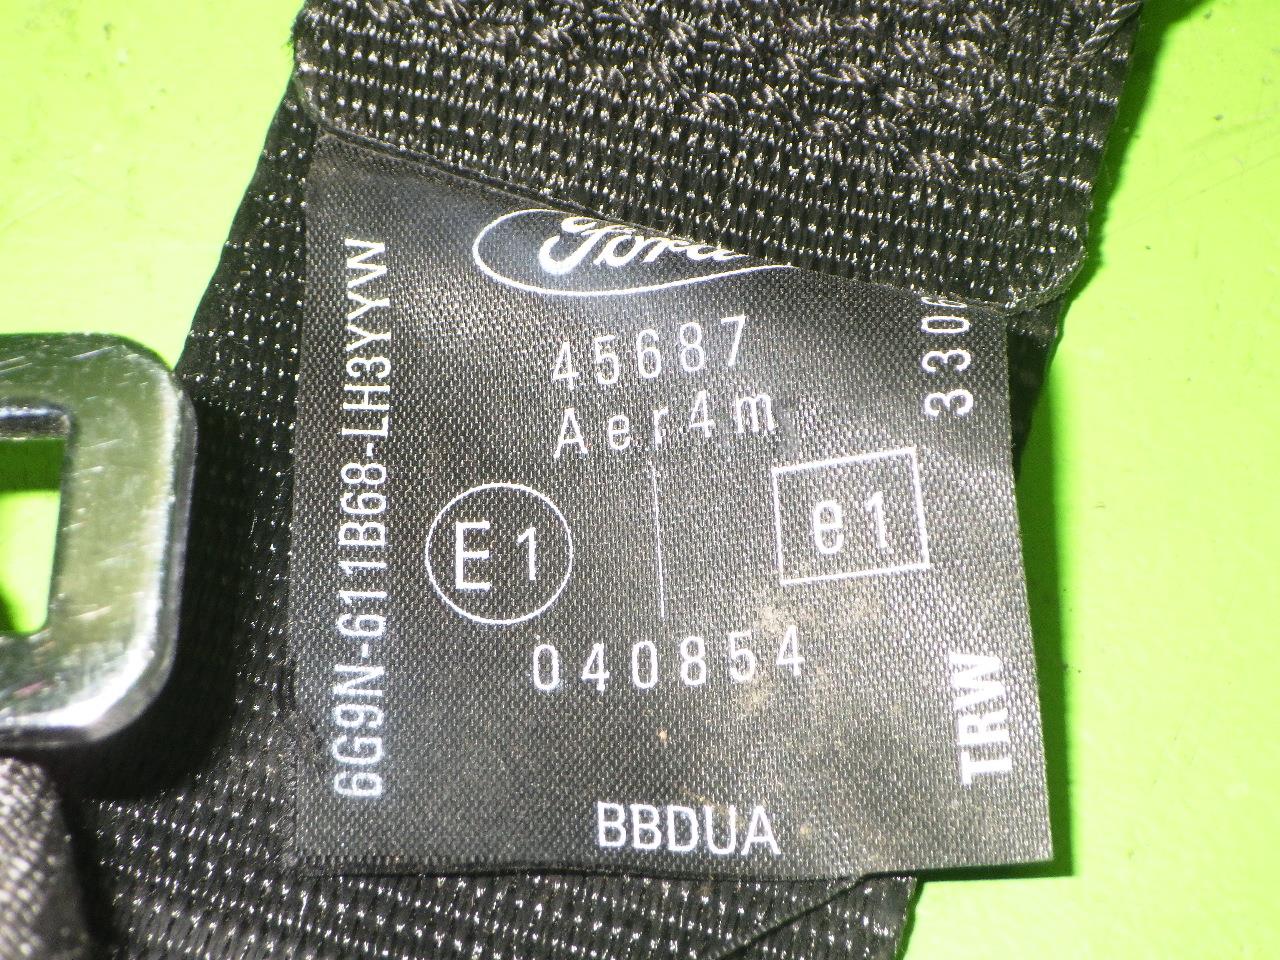 Ford
45687
Aer4m
E1
e1
040854
BBDUA
6G9N-611B68-LH3YYW
TRW